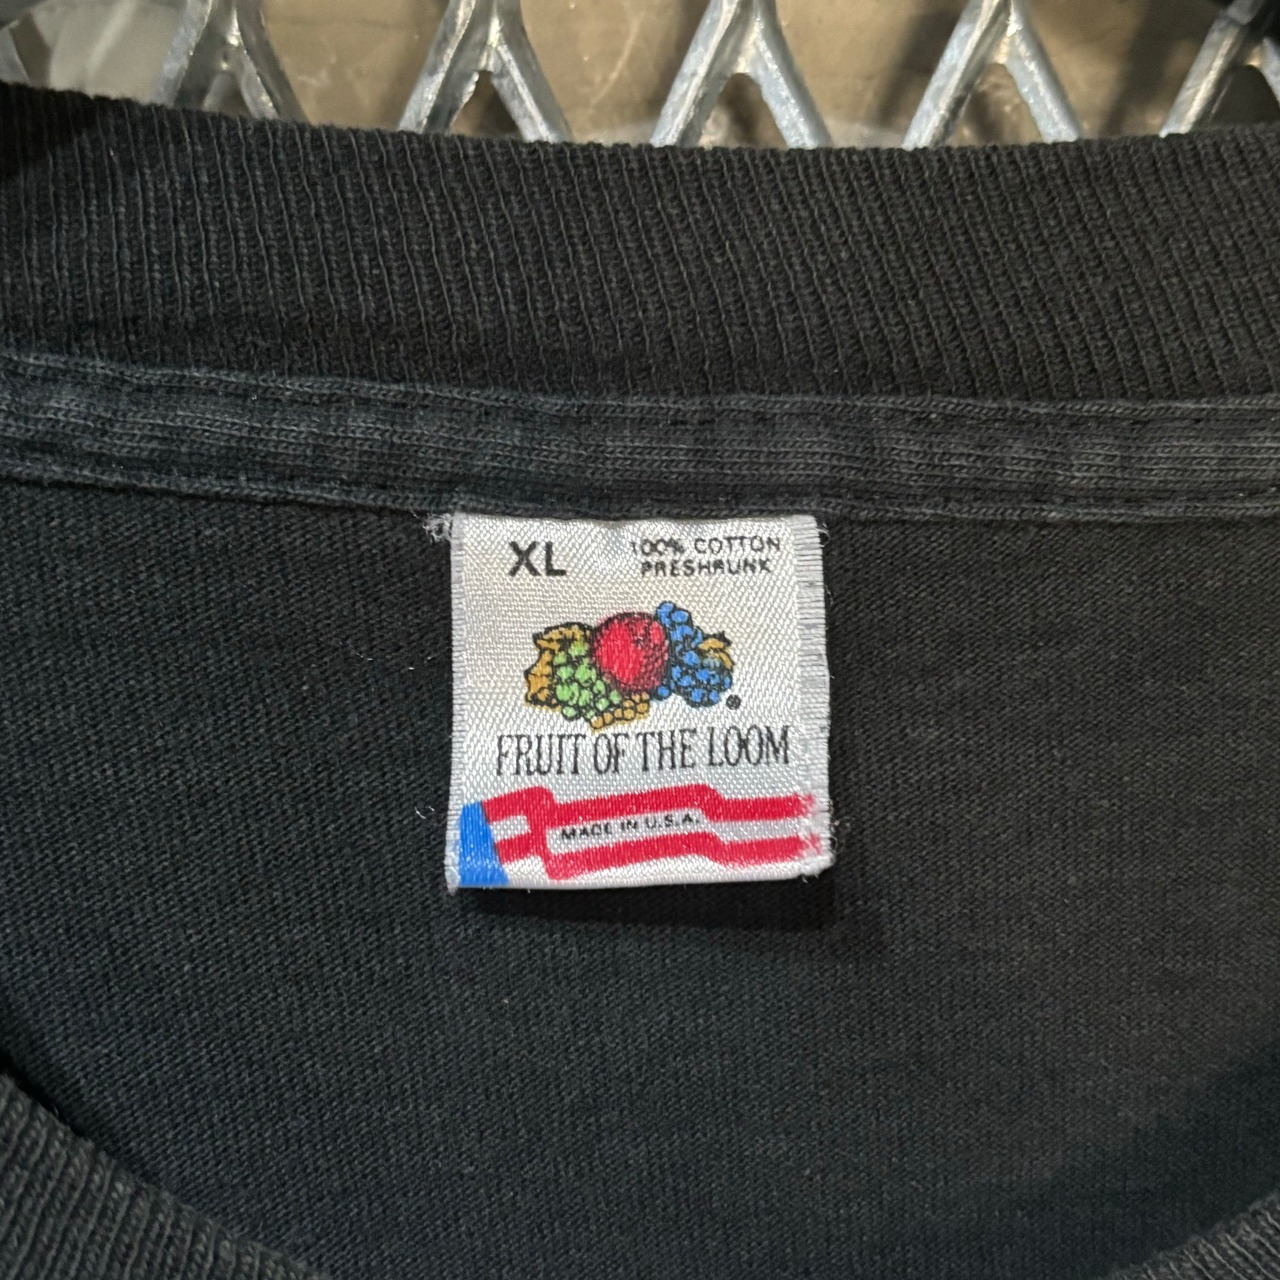 XL
100% COTTON
PRESHRUNK
®
FRUIT OF THE LOOM
MADE IN U.S.A.